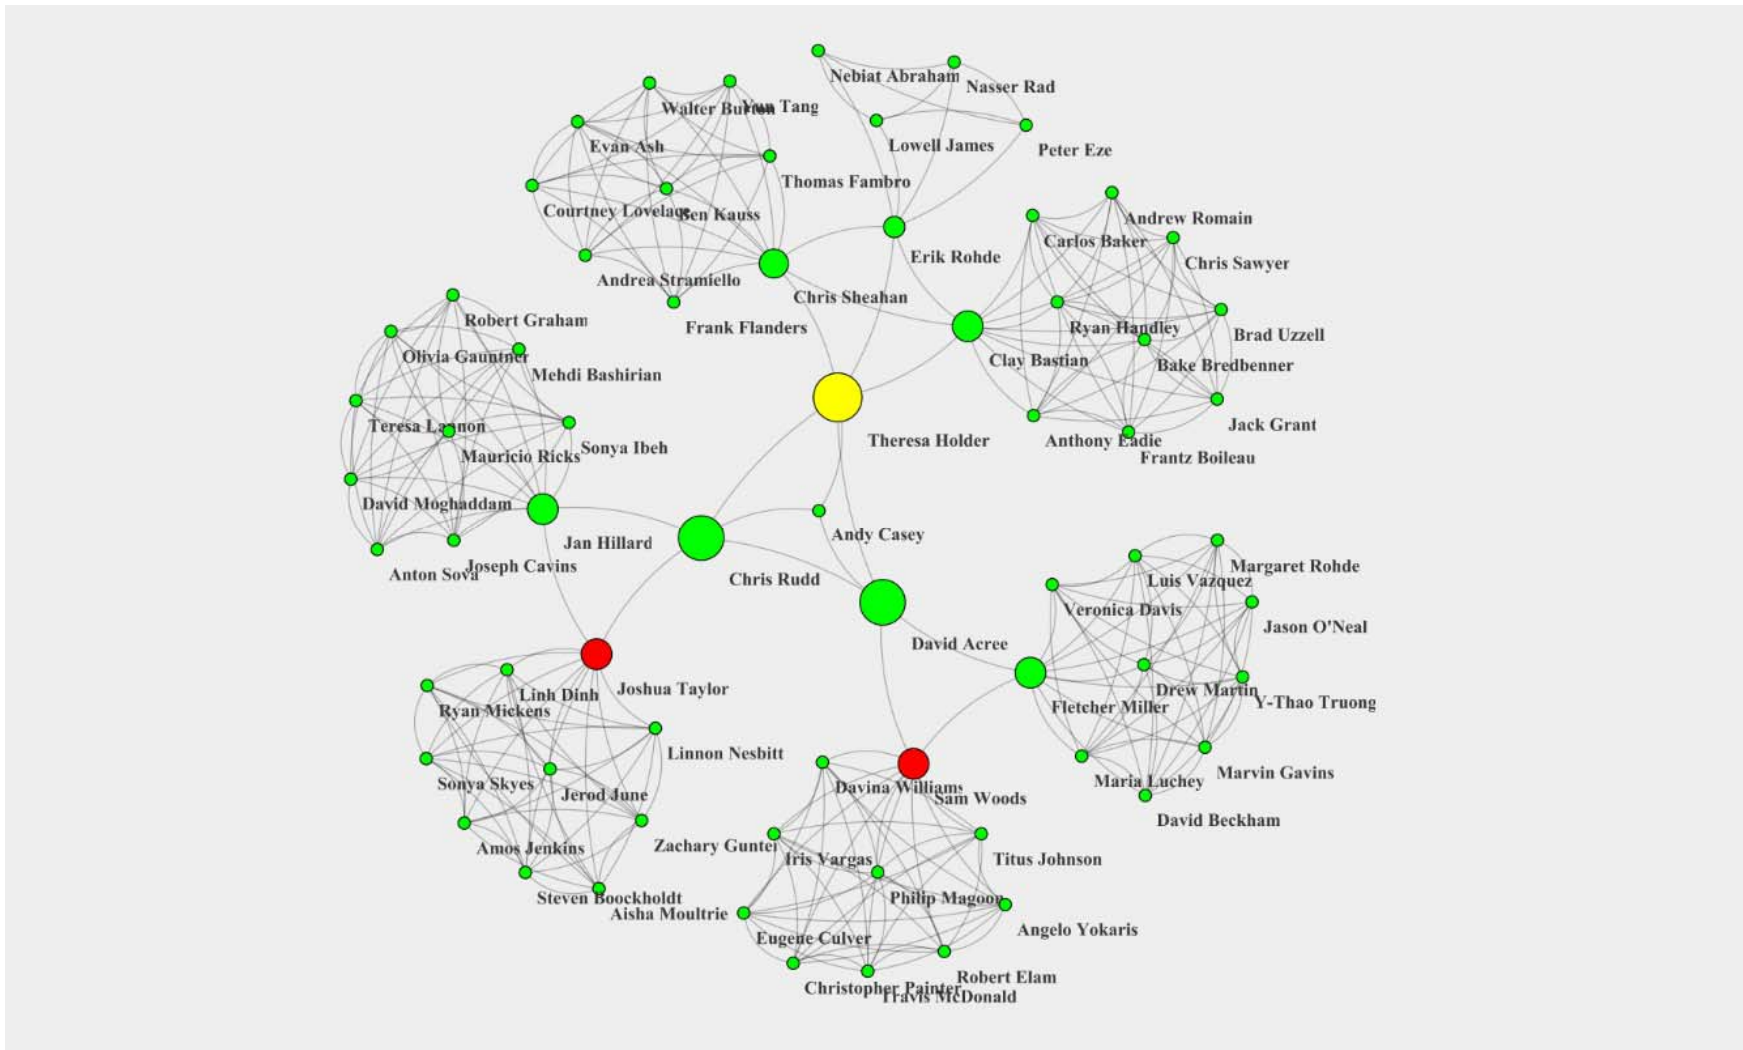 Nebiat Abraham
Nasser Rad
Walter Burton
Yun Tang
Evan Ash
Lowell James
Peter Eze
Thomas Fambro
Courtney Lovelace
Ben Kauss
Andrew Romain
Carlos Baker
Erik Rohde
Chris Sawyer
Andrea Stramiello
Chris Sheahan
Robert Graham
Frank Flanders
Ryan Handley
Brad Uzzell
Olivia Gauntner
Clay Bastian
Bake Bredbenner
Mehdi Bashirian
Teresa Lannon
Jack Grant
Theresa Holder
Anthony Eadie
Sonya Ibeh
Mauricio Ricks
Frantz Boileau
David Moghaddam
Andy Casey
Jan Hillard
Joseph Cavins
Anton Sova
Chris Rudd
Margaret Rohde
Luis Vazquez
Veronica Davis
Jason O'Neal
David Acree
Joshua Taylor
Drew Martin
Linh Dinh
Y-Thao Truong
Fletcher Miller
Ryan Mickens
Linnon Nesbitt
Marvin Gavins
Maria Luchey
Sonya Skyes
Davina Williams
Jerod June
Sam Woods
David Beckham
Zachary Gunter
Amos Jenkins
Iris Vargas
Titus Johnson
Steven Boockholdt
Philip Magoon
Aisha Moultrie
Angelo Yokaris
Eugene Culver
Robert Elam
Christopher Painter
Travis McDonald